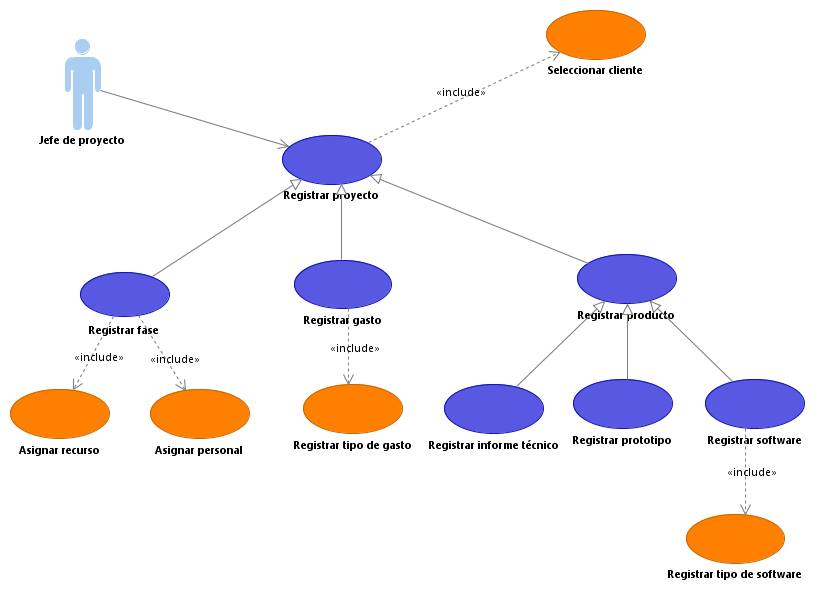 Seleccionar cliente
«include»
Jefe de proyecto
Registrar proyecto
Registrar fase
Registrar gasto
Registrar producto
«include»
«include»
«include»
Asignar recurso
Asignar personal
Registrar tipo de gasto
Registrar informe técnico
Registrar prototipo
Registrar software
«include»
Registrar tipo de software